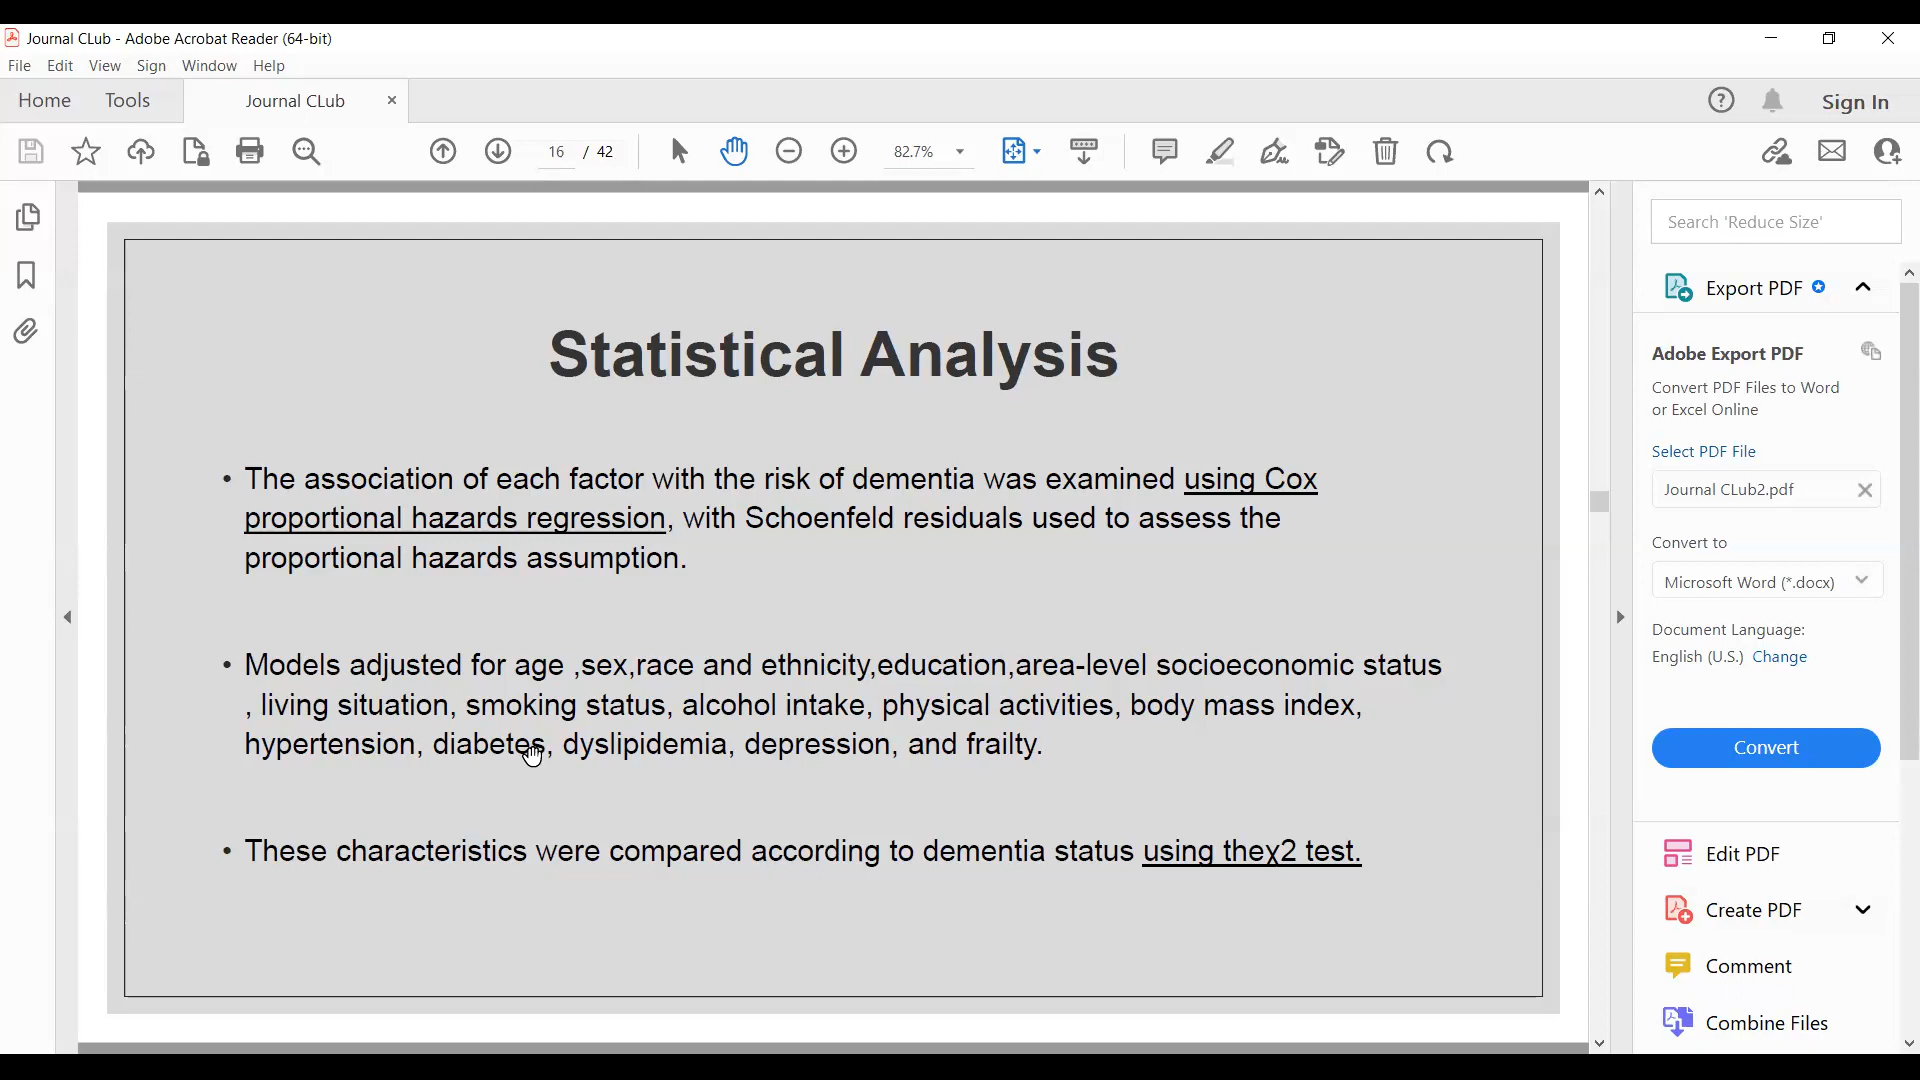 Journal CLub - Adobe Acrobat Reader (64-bit)
File Edit View Sign Window Help
Home Tools Journal CLub Sign In
16 / 42 82.7%
Search 'Reduce Size'
Export PDF
Adobe Export PDF
Convert PDF Files to Word
or Excel Online
Select PDF File
Journal CLub2.pdf
Convert to
Microsoft Word (*.docx)
Document Language:
English (U.S.) Change
Convert
Edit PDF
Create PDF
Comment
Combine Files
Statistical Analysis
• The association of each factor with the risk of dementia was examined using Cox
proportional hazards regression, with Schoenfeld residuals used to assess the
proportional hazards assumption.
• Models adjusted for age ,sex,race and ethnicity,education,area-level socioeconomic status
, living situation, smoking status, alcohol intake, physical activities, body mass index,
hypertension, diabetes, dyslipidemia, depression, and frailty.
• These characteristics were compared according to dementia status using theχ2 test.